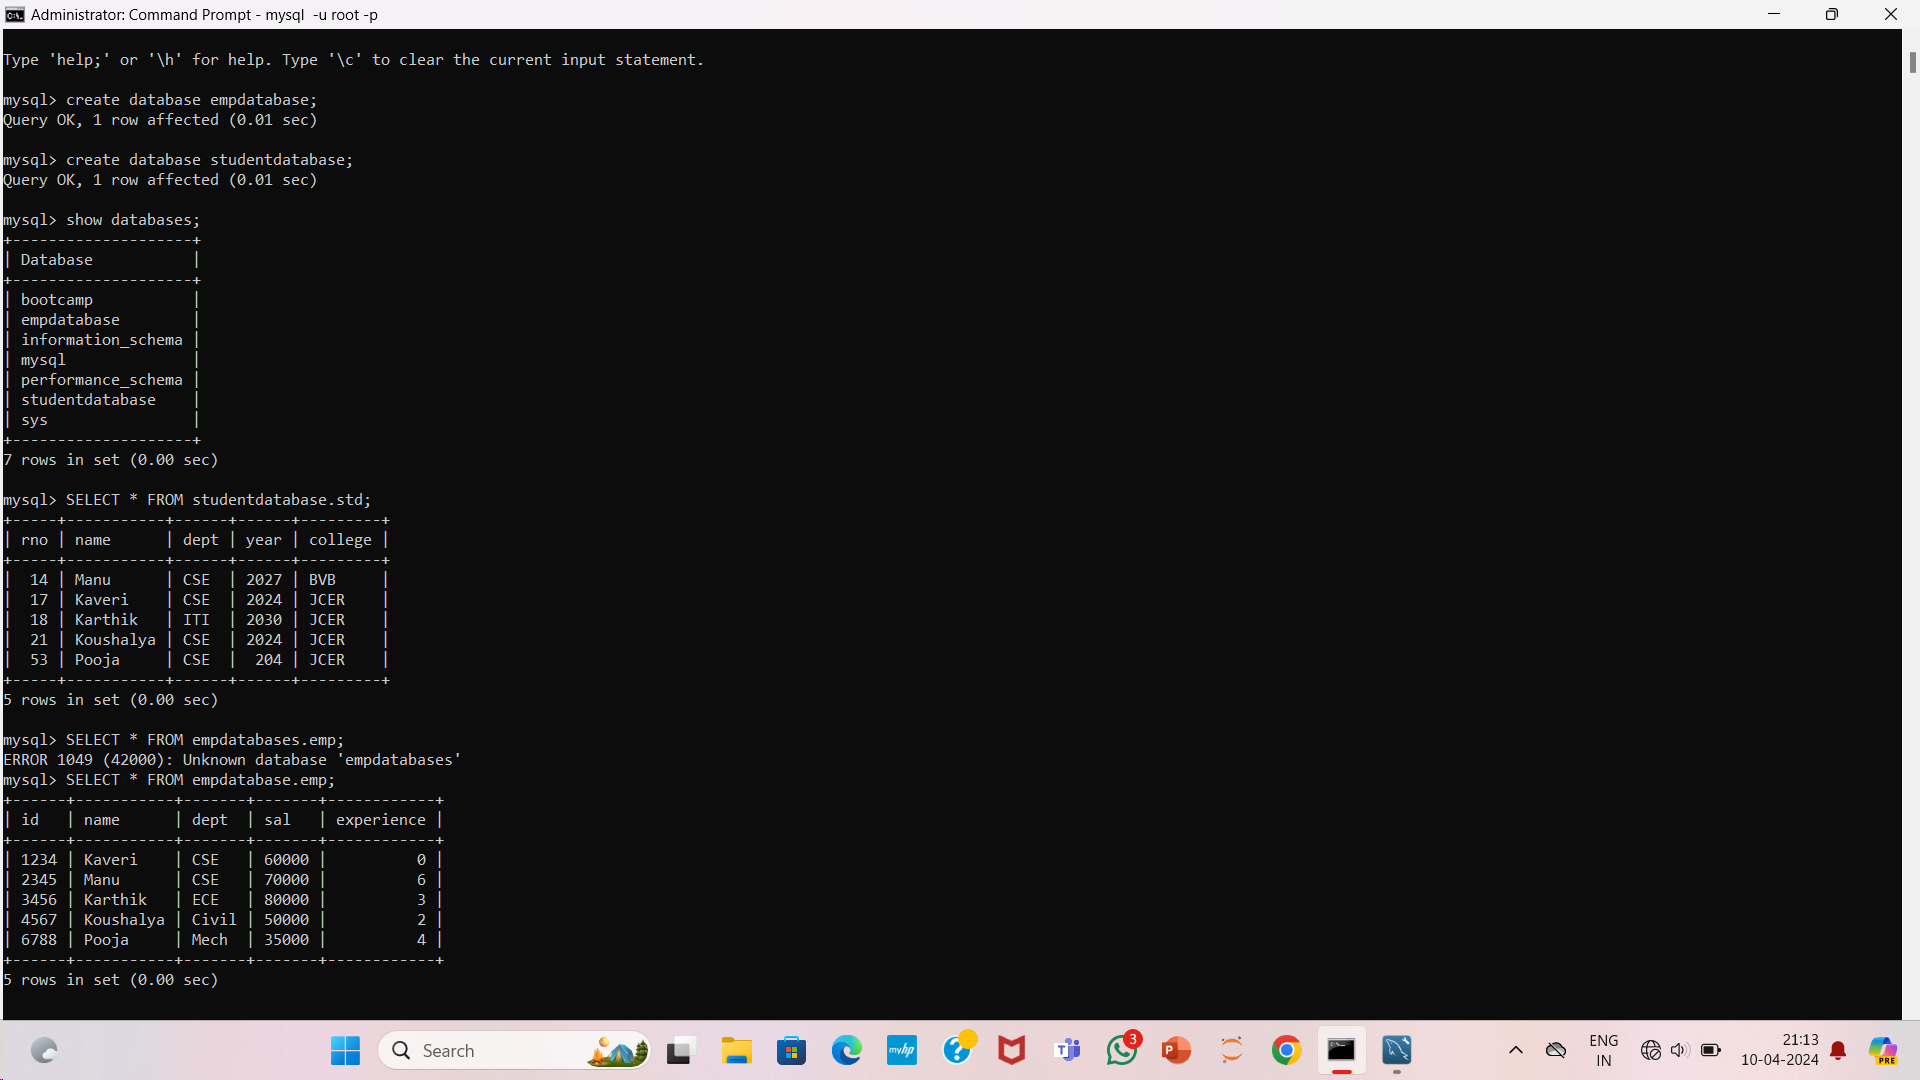 Administrator: Command Prompt - mysql  -u root -p
Type 'help;' or '\h' for help. Type '\c' to clear the current input statement.
mysql> create database empdatabase;
Query OK, 1 row affected (0.01 sec)
mysql> create database studentdatabase;
Query OK, 1 row affected (0.01 sec)
mysql> show databases;
+--------------------+
| Database           |
+--------------------+
| bootcamp           |
| empdatabase        |
| information_schema |
| mysql              |
| performance_schema |
| studentdatabase    |
| sys                |
+--------------------+
7 rows in set (0.00 sec)
mysql> SELECT * FROM studentdatabase.std;
+-----+-----------+------+------+---------+
| rno | name      | dept | year | college |
+-----+-----------+------+------+---------+
|  14 | Manu      | CSE  | 2027 | BVB     |
|  17 | Kaveri    | CSE  | 2024 | JCER    |
|  18 | Karthik   | ITI  | 2030 | JCER    |
|  21 | Koushalya | CSE  | 2024 | JCER    |
|  53 | Pooja     | CSE  |  204 | JCER    |
+-----+-----------+------+------+---------+
5 rows in set (0.00 sec)
mysql> SELECT * FROM empdatabases.emp;
ERROR 1049 (42000): Unknown database 'empdatabases'
mysql> SELECT * FROM empdatabase.emp;
+------+-----------+-------+-------+------------+
| id   | name      | dept  | sal   | experience |
+------+-----------+-------+-------+------------+
| 1234 | Kaveri    | CSE   | 60000 |          0 |
| 2345 | Manu      | CSE   | 70000 |          6 |
| 3456 | Karthik   | ECE   | 80000 |          3 |
| 4567 | Koushalya | Civil | 50000 |          2 |
| 6788 | Pooja     | Mech  | 35000 |          4 |
+------+-----------+-------+-------+------------+
5 rows in set (0.00 sec)
Search
myhp
3
ENG
IN
21:13
10-04-2024
PRE